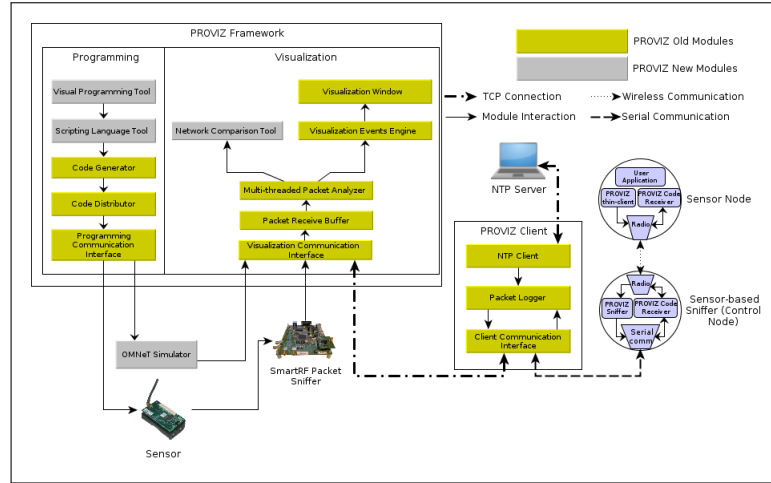 PROVIZ Framework
Programming
Visual Programming Tool
Scripting Language Tool
Code Generator
Code Distributor
Programming
Communication
Interface
Visualization
Visualization Window
Network Comparison Tool
Visualization Events Engine
Multi-threaded Packet Analyzer
Packet Receive Buffer
Visualization Communication
Interface
PROVIZ Old Modules
PROVIZ New Modules
TCP Connection
Wireless Communication
Module Interaction
Serial Communication
NTP Server
PROVIZ Client
NTP Client
Packet Logger
Client Communication
Interface
User
Application
PROVIZ
thin-client
PROVIZ Code
Receiver
Radio
Sensor Node
Radio
PROVIZ
Sniffer
PROVIZ Code
Receiver
Serial
comm
Sensor-based
Sniffer (Control
Node)
OMNeT Simulator
SmartRF Packet
Sniffer
Sensor